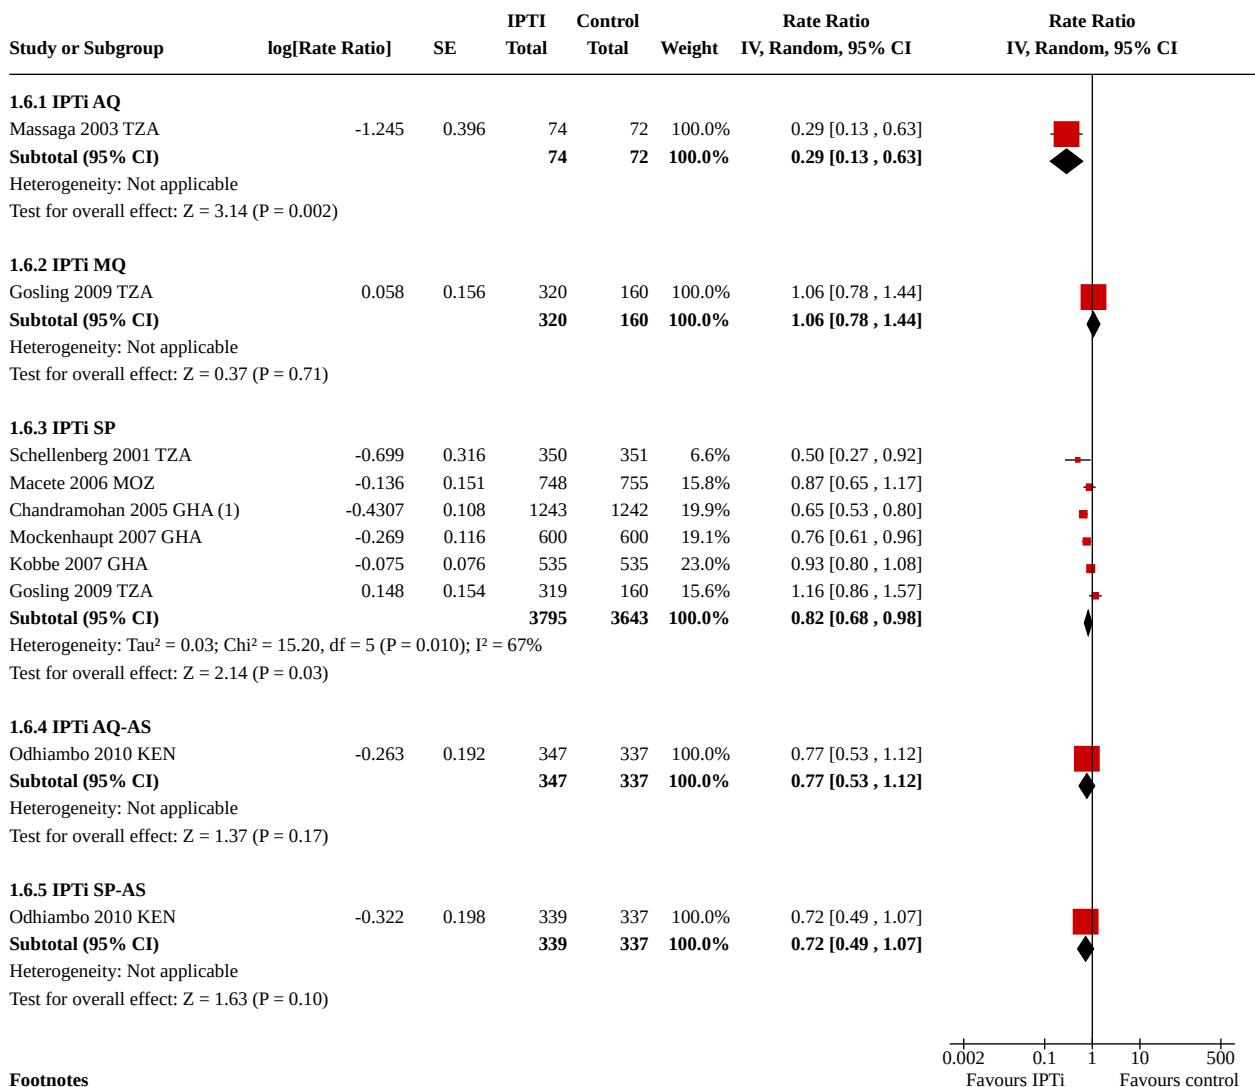 IPTI Control Rate Ratio Rate Ratio
Study or Subgroup log[Rate Ratio] SE Total Total Weight IV, Random, 95% CI IV, Random, 95% CI
1.6.1 IPTi AQ
Massaga 2003 TZA -1.245 0.396 74 72 100.0% 0.29 [0.13 , 0.63]
Subtotal (95% CI) 74 72 100.0% 0.29 [0.13 , 0.63]
Heterogeneity: Not applicable
Test for overall effect: Z = 3.14 (P = 0.002)
1.6.2 IPTi MQ
Gosling 2009 TZA 0.058 0.156 320 160 100.0% 1.06 [0.78 , 1.44]
Subtotal (95% CI) 320 160 100.0% 1.06 [0.78 , 1.44]
Heterogeneity: Not applicable
Test for overall effect: Z = 0.37 (P = 0.71)
1.6.3 IPTi SP
Schellenberg 2001 TZA -0.699 0.316 350 351 6.6% 0.50 [0.27 , 0.92]
Macete 2006 MOZ -0.136 0.151 748 755 15.8% 0.87 [0.65 , 1.17]
Chandramohan 2005 GHA (1) -0.4307 0.108 1243 1242 19.9% 0.65 [0.53 , 0.80]
Mockenhaupt 2007 GHA -0.269 0.116 600 600 19.1% 0.76 [0.61 , 0.96]
Kobbe 2007 GHA -0.075 0.076 535 535 23.0% 0.93 [0.80 , 1.08]
Gosling 2009 TZA 0.148 0.154 319 160 15.6% 1.16 [0.86 , 1.57]
Subtotal (95% CI) 3795 3643 100.0% 0.82 [0.68 , 0.98]
Heterogeneity: Tau² = 0.03; Chi² = 15.20, df = 5 (P = 0.010); I² = 67%
Test for overall effect: Z = 2.14 (P = 0.03)
1.6.4 IPTi AQ-AS
Odhiambo 2010 KEN -0.263 0.192 347 337 100.0% 0.77 [0.53 , 1.12]
Subtotal (95% CI) 347 337 100.0% 0.77 [0.53 , 1.12]
Heterogeneity: Not applicable
Test for overall effect: Z = 1.37 (P = 0.17)
1.6.5 IPTi SP-AS
Odhiambo 2010 KEN -0.322 0.198 339 337 100.0% 0.72 [0.49 , 1.07]
Subtotal (95% CI) 339 337 100.0% 0.72 [0.49 , 1.07]
Heterogeneity: Not applicable
Test for overall effect: Z = 1.63 (P = 0.10)
0.002 0.1 1 10 500
Footnotes Favours IPTi Favours control